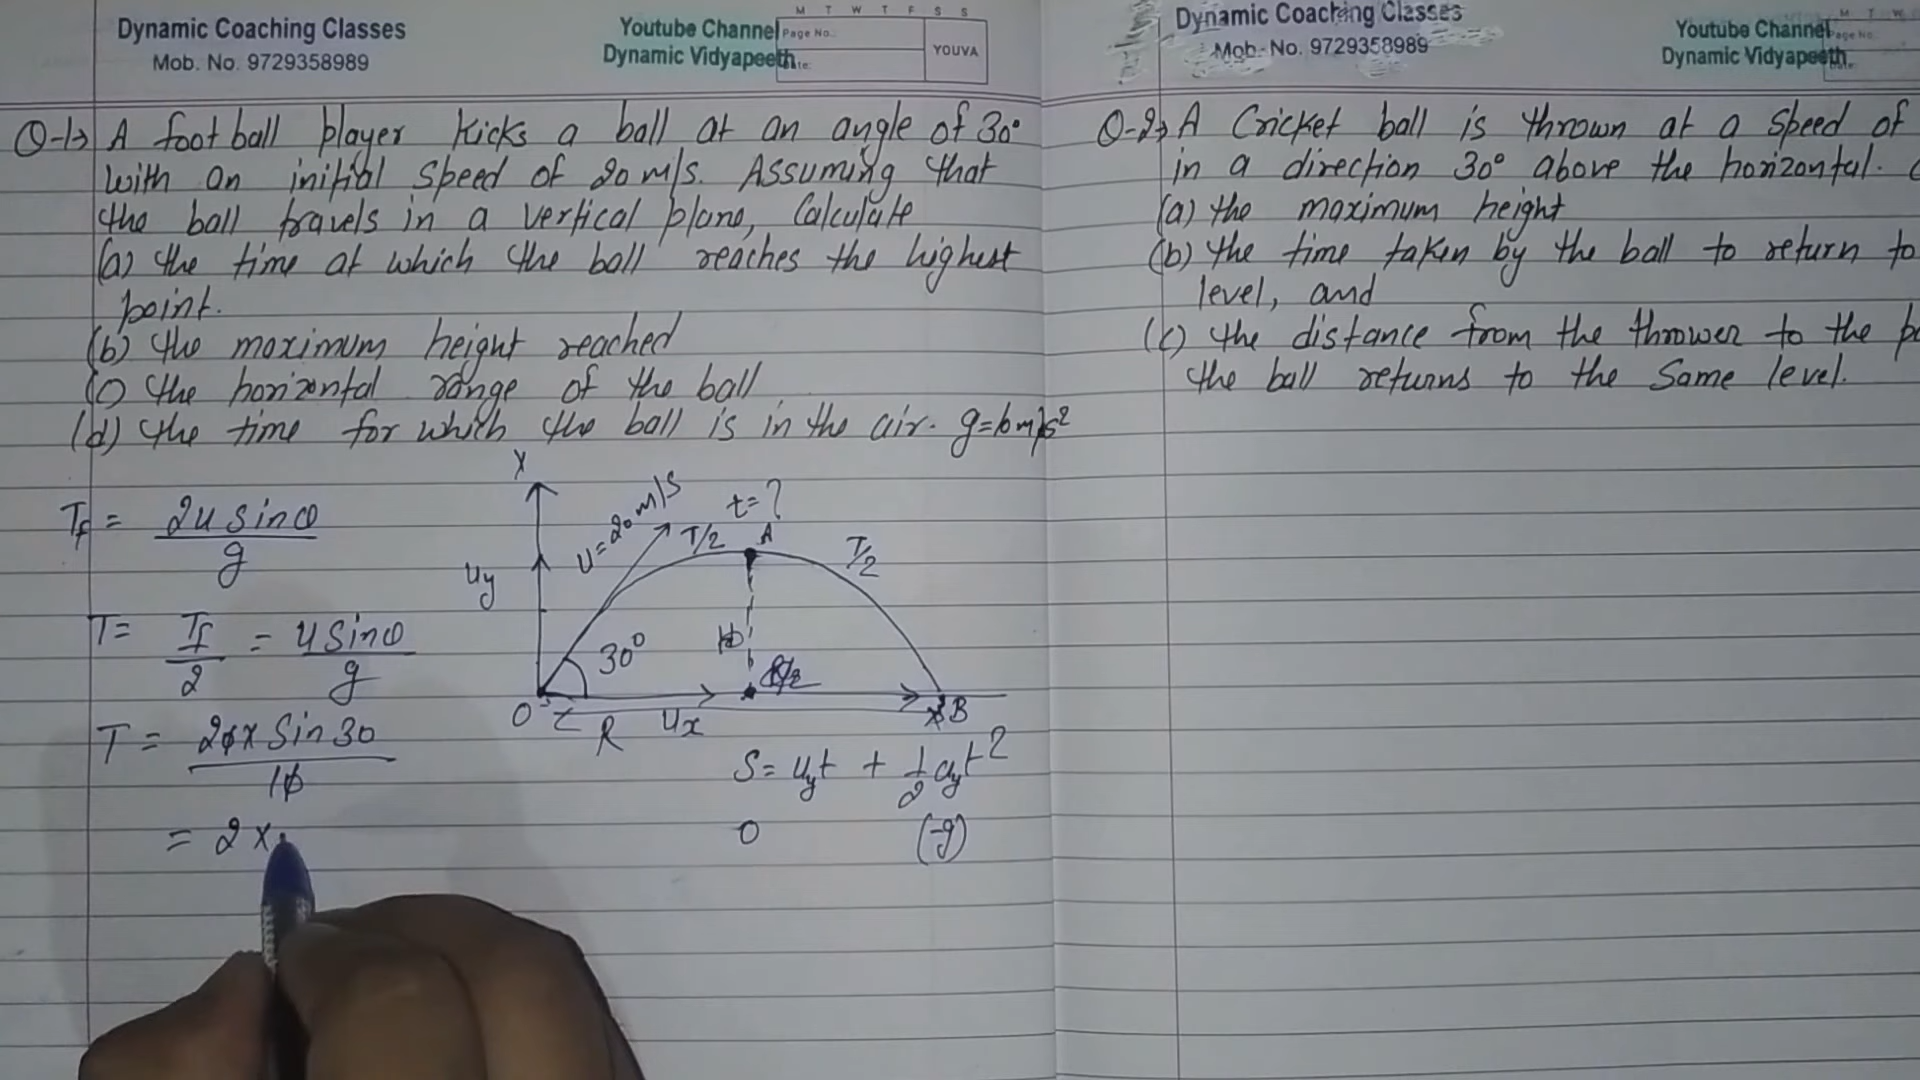 Dynamic Coaching Classes
Mob. No. 9729358989
Youtube Channel
Dynamic Vidyapeeth
M T W T F S S
Page No.:
Date:
YOUVA
Q-1⇒ A foot ball player kicks a ball at an angle of 30°
with an initial speed of 20 m/s. Assuming that
the ball travels in a vertical plane, Calculate
(a) the time at which the ball reaches the highest
point.
(b) the maximum height reached
(c) the horizontal range of the ball
(d) the time for which the ball is in the air. g=10 m/s²
Tf = 2u sinθ / g
T = Tf / 2 = u sinθ / g
T = 20 x Sin 30 / 10
= 2 x
Y
uy
U = 20 m/s
t=?
T/2
A
T/2
30°
H
R/2
O
R
ux
B
S = uyt + 1/2 ayt²
0 (-g)
Dynamic Coaching Classes
Mob. No. 9729358989
Youtube Channel
Dynamic Vidyapeeth
M T W
Page No.
Q-2⇒ A Cricket ball is thrown at a speed of
in a direction 30° above the horizontal.
(a) the maximum height
(b) the time taken by the ball to return to
level, and
(c) the distance from the thrower to the
the ball returns to the same level.